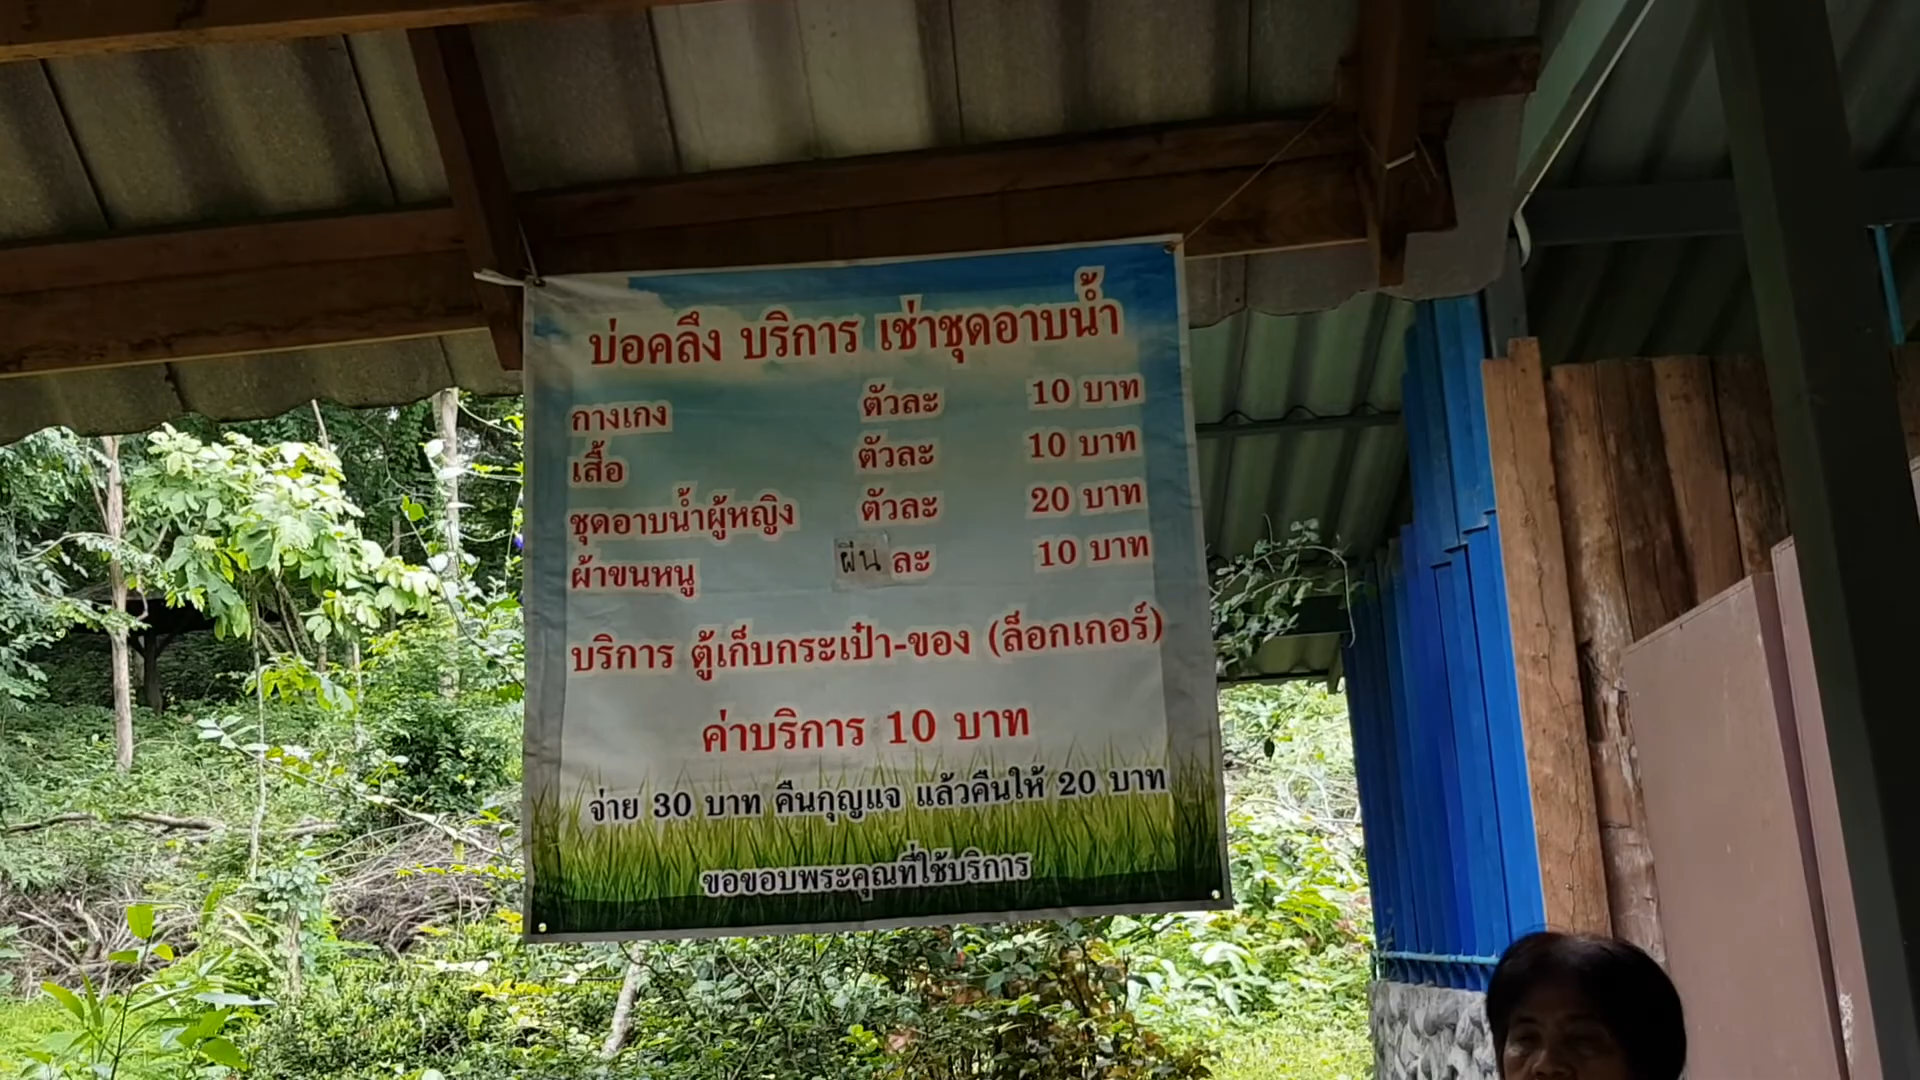 บ่อคลึง บริการ เช่าชุดอาบน้ำ
กางเกง ตัวละ 10 บาท
เสื้อ ตัวละ 10 บาท
ชุดอาบน้ำผู้หญิง ตัวละ 20 บาท
ผ้าขนหนู ผืนละ 10 บาท
บริการ ตู้เก็บกระเป๋า-ของ (ล็อกเกอร์)
ค่าบริการ 10 บาท
จ่าย 30 บาท คืนกุญแจ แล้วคืนให้ 20 บาท
ขอขอบพระคุณที่ใช้บริการ